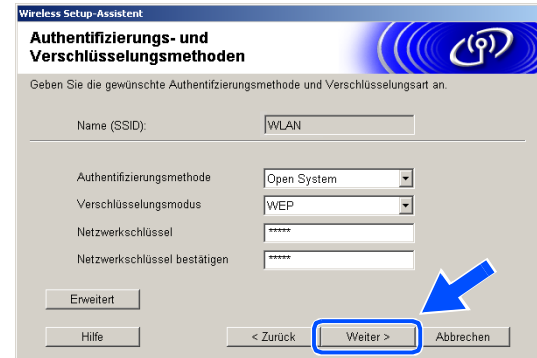 Wireless Setup-Assistent
Authentifizierungs- und
Verschlüsselungsmethoden
Geben Sie die gewünschte Authentifzierungsmethode und Verschlüsselungsart an.
Name (SSID): WLAN
Authentifizierungsmethode Open System
Verschlüsselungsmodus WEP
Netzwerkschlüssel *****
Netzwerkschlüssel bestätigen *****
Erweitert
Hilfe < Zurück Weiter > Abbrechen